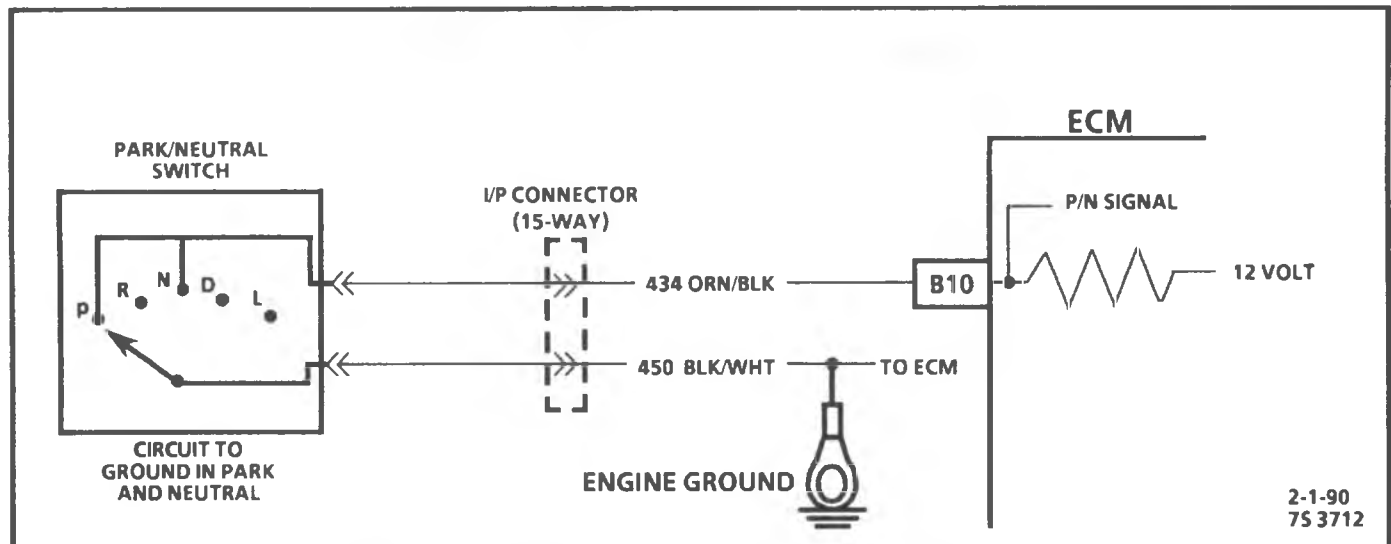 ECM
PARK/NEUTRAL
SWITCH
I/P CONNECTOR
(15-WAY)
P/N SIGNAL
P
R
N
D
L
434 ORN/BLK
B10
12 VOLT
450 BLK/WHT
TO ECM
CIRCUIT TO
GROUND IN PARK
AND NEUTRAL
ENGINE GROUND
2-1-90
7S 3712